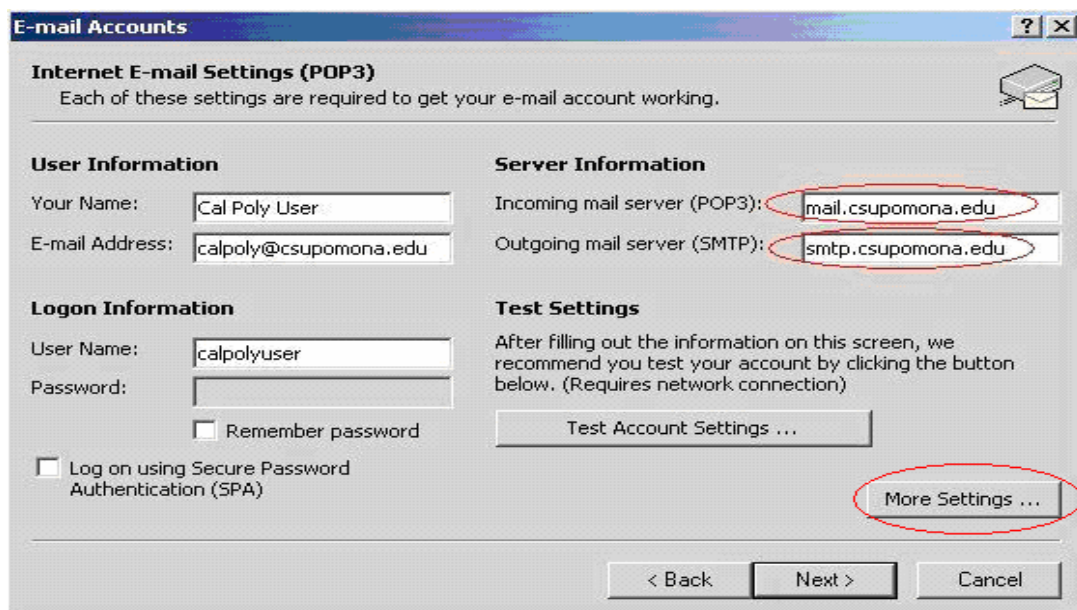 E-mail Accounts
Internet E-mail Settings (POP3)
Each of these settings are required to get your e-mail account working.
User Information
Your Name: Cal Poly User
E-mail Address: calpoly@csupomona.edu
Server Information
Incoming mail server (POP3): mail.csupomona.edu
Outgoing mail server (SMTP): smtp.csupomona.edu
Logon Information
User Name: calpolyuser
Password:
Remember password
Log on using Secure Password
Authentication (SPA)
Test Settings
After filling out the information on this screen, we
recommend you test your account by clicking the button
below. (Requires network connection)
Test Account Settings ...
More Settings ...
< Back
Next >
Cancel